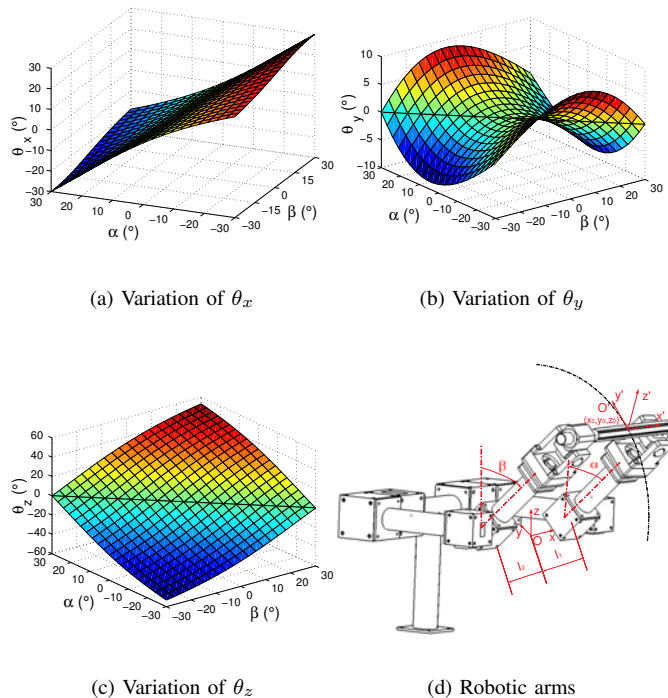 30
20
10
0
−10
−20
−30
θx (°)
30
20
10
0
−10
−20
−30
α (°)
−30
−15
0
15
30
β (°)
(a) Variation of θx
10
5
0
−5
−10
θy (°)
30
20
10
0
−10
−20
−30
α (°)
−30
−20
−10
0
10
20
30
β (°)
(b) Variation of θy
60
40
20
0
−20
−40
−60
θz (°)
30
20
10
0
−10
−20
−30
α (°)
−30
−20
−10
0
10
20
30
β (°)
(c) Variation of θz
y' z'
O' x'
(x₀,y₀,z₀)
β α
z
y O x
l₂ l₁
(d) Robotic arms